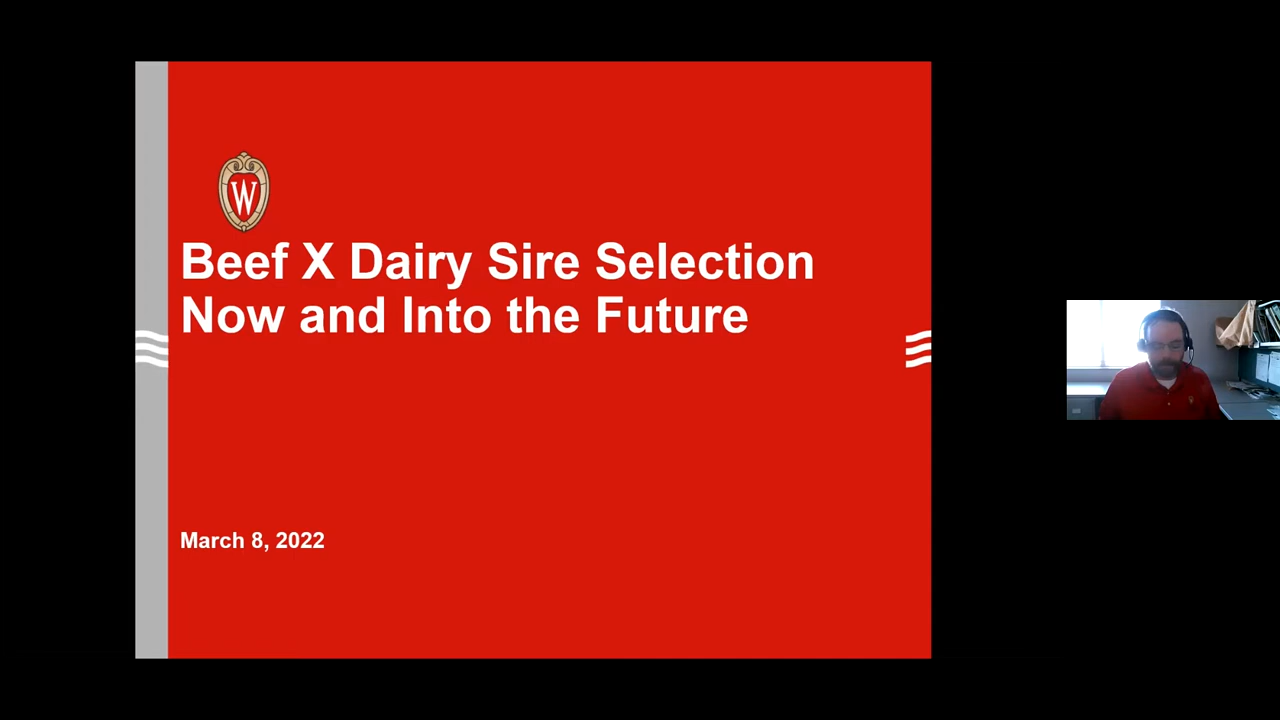 W
Beef X Dairy Sire Selection
Now and Into the Future
March 8, 2022